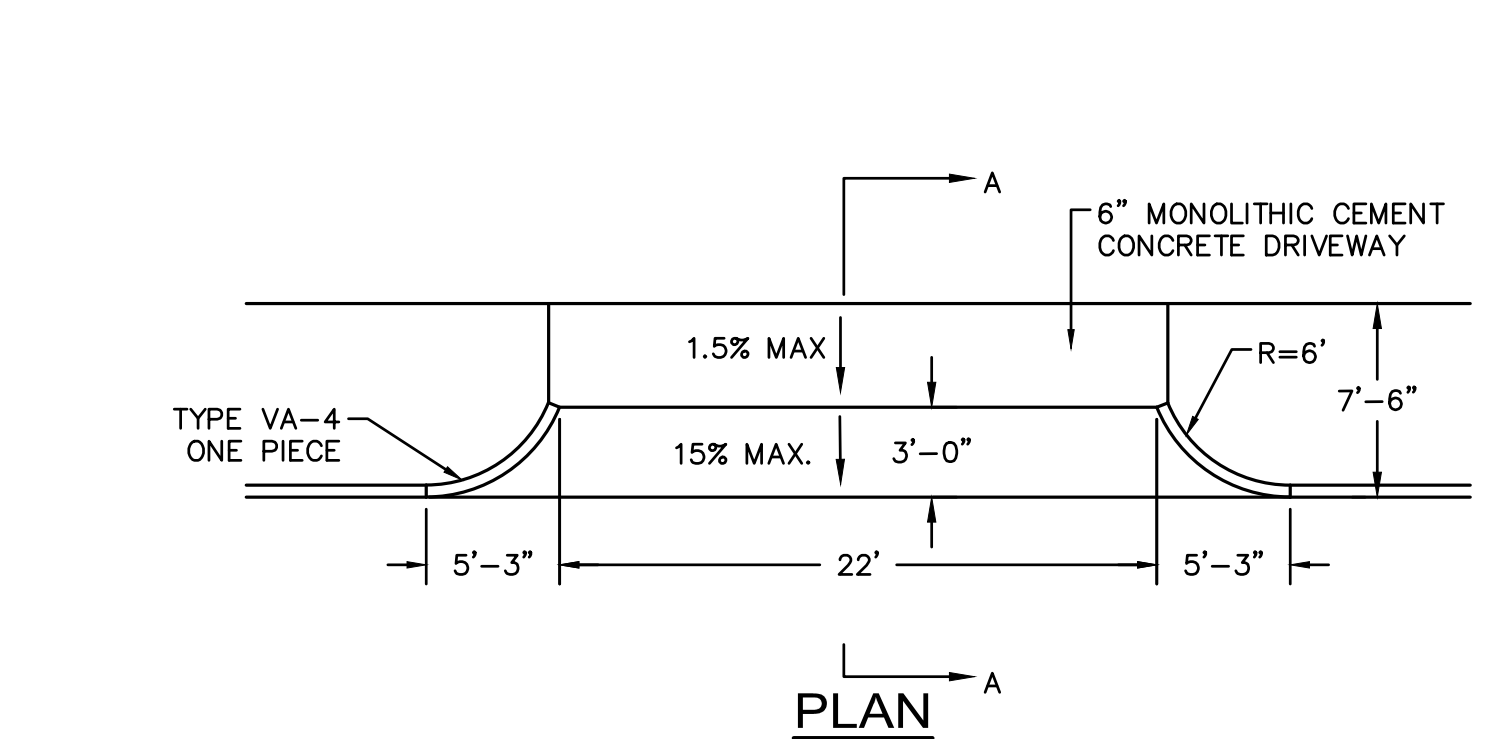 A
6” MONOLITHIC CEMENT
CONCRETE DRIVEWAY
1.5% MAX
R=6’
7’–6”
TYPE VA–4
ONE PIECE
15% MAX.
3’–0”
5’–3”
22’
5’–3”
A
PLAN